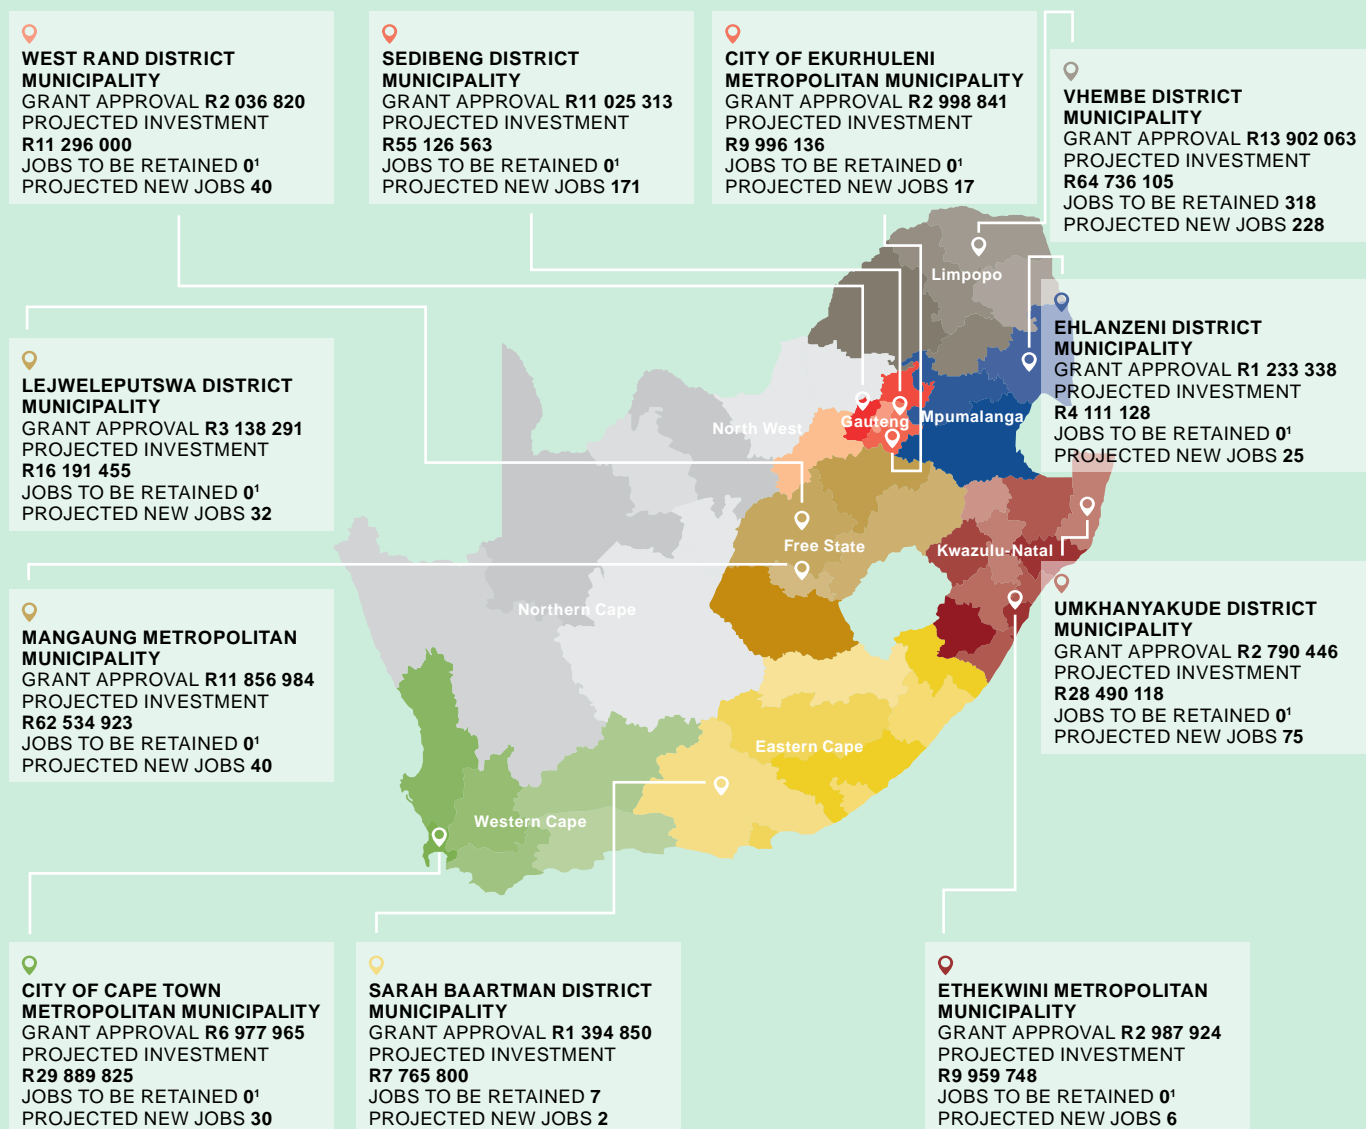 WEST RAND DISTRICT
MUNICIPALITY
GRANT APPROVAL R2 036 820
PROJECTED INVESTMENT
R11 296 000
JOBS TO BE RETAINED 0¹
PROJECTED NEW JOBS 40
SEDIBENG DISTRICT
MUNICIPALITY
GRANT APPROVAL R11 025 313
PROJECTED INVESTMENT
R55 126 563
JOBS TO BE RETAINED 0¹
PROJECTED NEW JOBS 171
CITY OF EKURHULENI
METROPOLITAN MUNICIPALITY
GRANT APPROVAL R2 998 841
PROJECTED INVESTMENT
R9 996 136
JOBS TO BE RETAINED 0¹
PROJECTED NEW JOBS 17
VHEMBE DISTRICT
MUNICIPALITY
GRANT APPROVAL R13 902 063
PROJECTED INVESTMENT
R64 736 105
JOBS TO BE RETAINED 318
PROJECTED NEW JOBS 228
LEJWELEPUTSWA DISTRICT
MUNICIPALITY
GRANT APPROVAL R3 138 291
PROJECTED INVESTMENT
R16 191 455
JOBS TO BE RETAINED 0¹
PROJECTED NEW JOBS 32
EHLANZENI DISTRICT
MUNICIPALITY
GRANT APPROVAL R1 233 338
PROJECTED INVESTMENT
R4 111 128
JOBS TO BE RETAINED 0¹
PROJECTED NEW JOBS 25
Limpopo
North West
Gauteng
Mpumalanga
Free State
Kwazulu-Natal
Northern Cape
Eastern Cape
Western Cape
MANGAUNG METROPOLITAN
MUNICIPALITY
GRANT APPROVAL R11 856 984
PROJECTED INVESTMENT
R62 534 923
JOBS TO BE RETAINED 0¹
PROJECTED NEW JOBS 40
UMKHANYAKUDE DISTRICT
MUNICIPALITY
GRANT APPROVAL R2 790 446
PROJECTED INVESTMENT
R28 490 118
JOBS TO BE RETAINED 0¹
PROJECTED NEW JOBS 75
CITY OF CAPE TOWN
METROPOLITAN MUNICIPALITY
GRANT APPROVAL R6 977 965
PROJECTED INVESTMENT
R29 889 825
JOBS TO BE RETAINED 0¹
PROJECTED NEW JOBS 30
SARAH BAARTMAN DISTRICT
MUNICIPALITY
GRANT APPROVAL R1 394 850
PROJECTED INVESTMENT
R7 765 800
JOBS TO BE RETAINED 7
PROJECTED NEW JOBS 2
ETHEKWINI METROPOLITAN
MUNICIPALITY
GRANT APPROVAL R2 987 924
PROJECTED INVESTMENT
R9 959 748
JOBS TO BE RETAINED 0¹
PROJECTED NEW JOBS 6